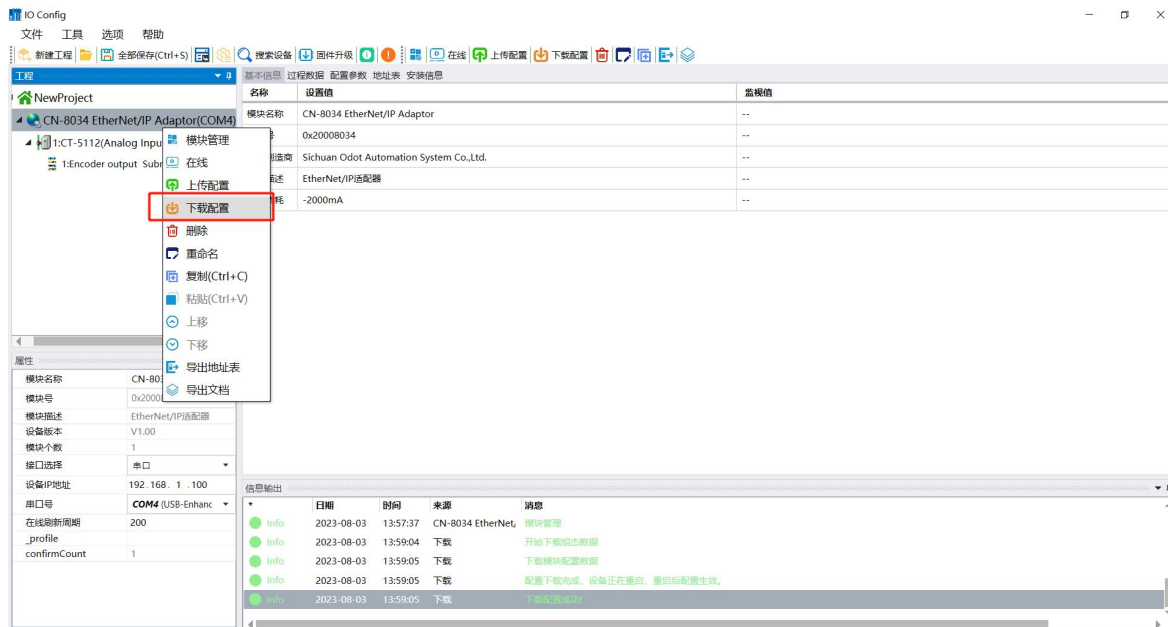 IO Config
文件 工具 选项 帮助
新建工程 全部保存(Ctrl+S) 搜索设备 固件升级 在线 上传配置 下载配置
工程
NewProject
CN-8034 EtherNet/IP Adaptor(COM4)
1:CT-5112(Analog Inpu
1:Encoder output Subr
模块管理
在线
上传配置
下载配置
删除
重命名
复制(Ctrl+C)
粘贴(Ctrl+V)
上移
下移
导出地址表
导出文档
基本信息 过程数据 配置参数 地址表 安装信息
名称 设置值 监视值
模块名称 CN-8034 EtherNet/IP Adaptor --
0x20008034 --
制造商 Sichuan Odot Automation System Co.,Ltd. --
描述 EtherNet/IP适配器 --
耗 -2000mA --
属性
模块名称 CN-803
模块号 0x20008
模块描述 EtherNet/IP适配器
设备版本 V1.00
模块个数 1
接口选择 串口
设备IP地址 192.168. 1 .100
串口号 COM4 (USB-Enhanc
在线刷新周期 200
_profile
confirmCount 1
信息输出
* 日期 时间 来源 消息
Info 2023-08-03 13:57:37 CN-8034 EtherNet/ 模块管理
Info 2023-08-03 13:59:04 下载 开始下载组态数据
Info 2023-08-03 13:59:05 下载 下载模块配置数据
Info 2023-08-03 13:59:05 下载 配置下载完成，设备正在重启，重启后配置生效。
Info 2023-08-03 13:59:05 下载 下载配置成功!